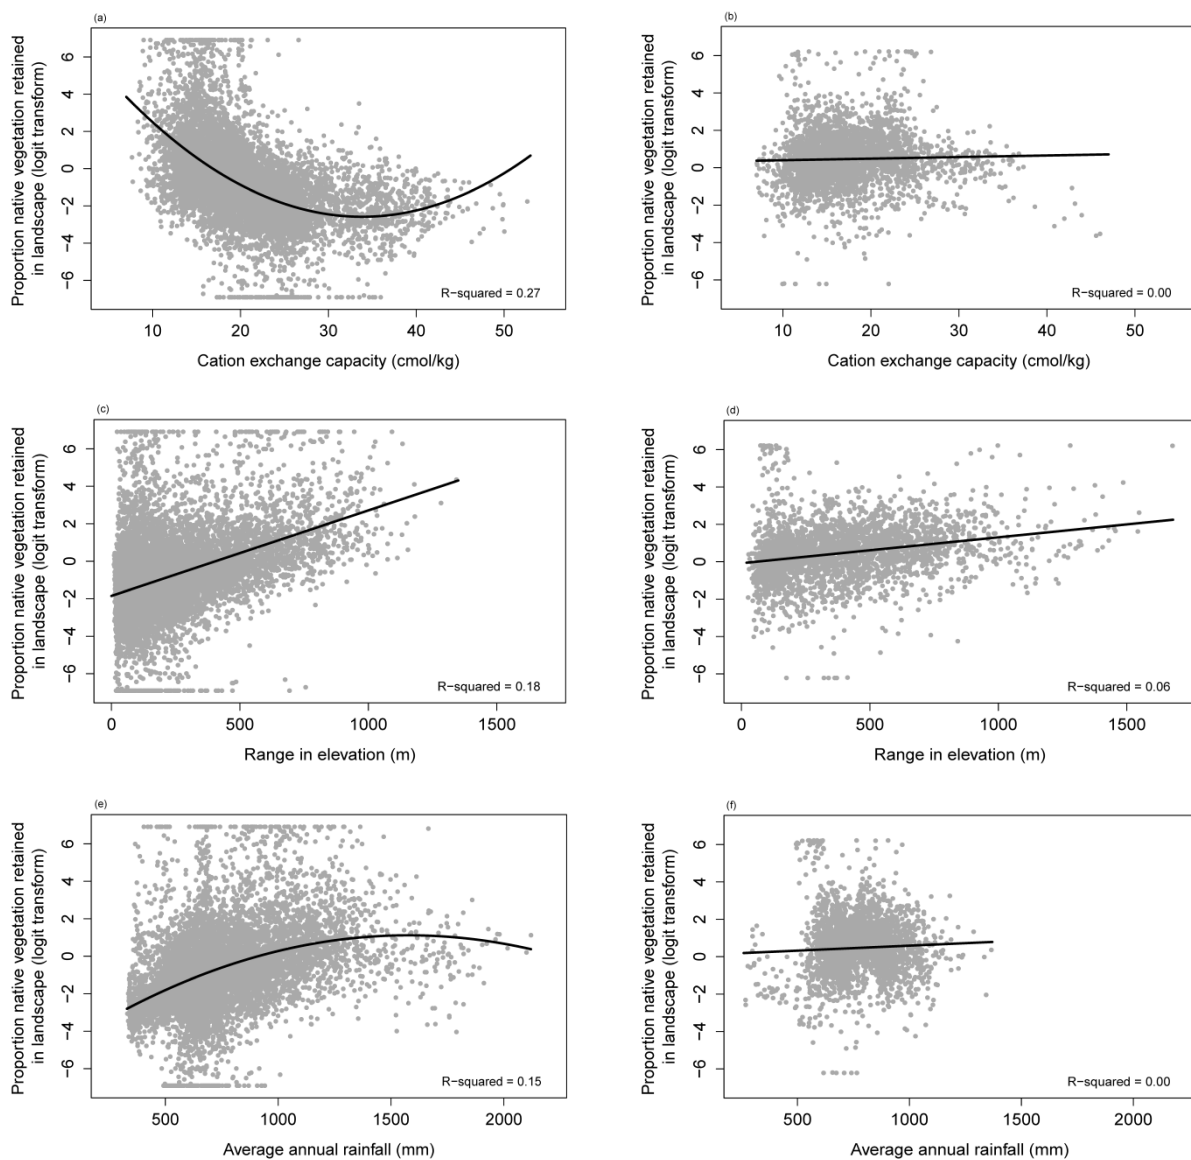 (a)
Proportion native vegetation retained
in landscape (logit transform)
6
4
2
0
−2
−4
−6
R−squared = 0.27
10 20 30 40 50
Cation exchange capacity (cmol/kg)
(b)
Proportion native vegetation retained
in landscape (logit transform)
6
4
2
0
−2
−4
−6
R−squared = 0.00
10 20 30 40 50
Cation exchange capacity (cmol/kg)
(c)
Proportion native vegetation retained
in landscape (logit transform)
6
4
2
0
−2
−4
−6
R−squared = 0.18
0 500 1000 1500
Range in elevation (m)
(d)
Proportion native vegetation retained
in landscape (logit transform)
6
4
2
0
−2
−4
−6
R−squared = 0.06
0 500 1000 1500
Range in elevation (m)
(e)
Proportion native vegetation retained
in landscape (logit transform)
6
4
2
0
−2
−4
−6
R−squared = 0.15
500 1000 1500 2000
Average annual rainfall (mm)
(f)
Proportion native vegetation retained
in landscape (logit transform)
6
4
2
0
−2
−4
−6
R−squared = 0.00
500 1000 1500 2000
Average annual rainfall (mm)